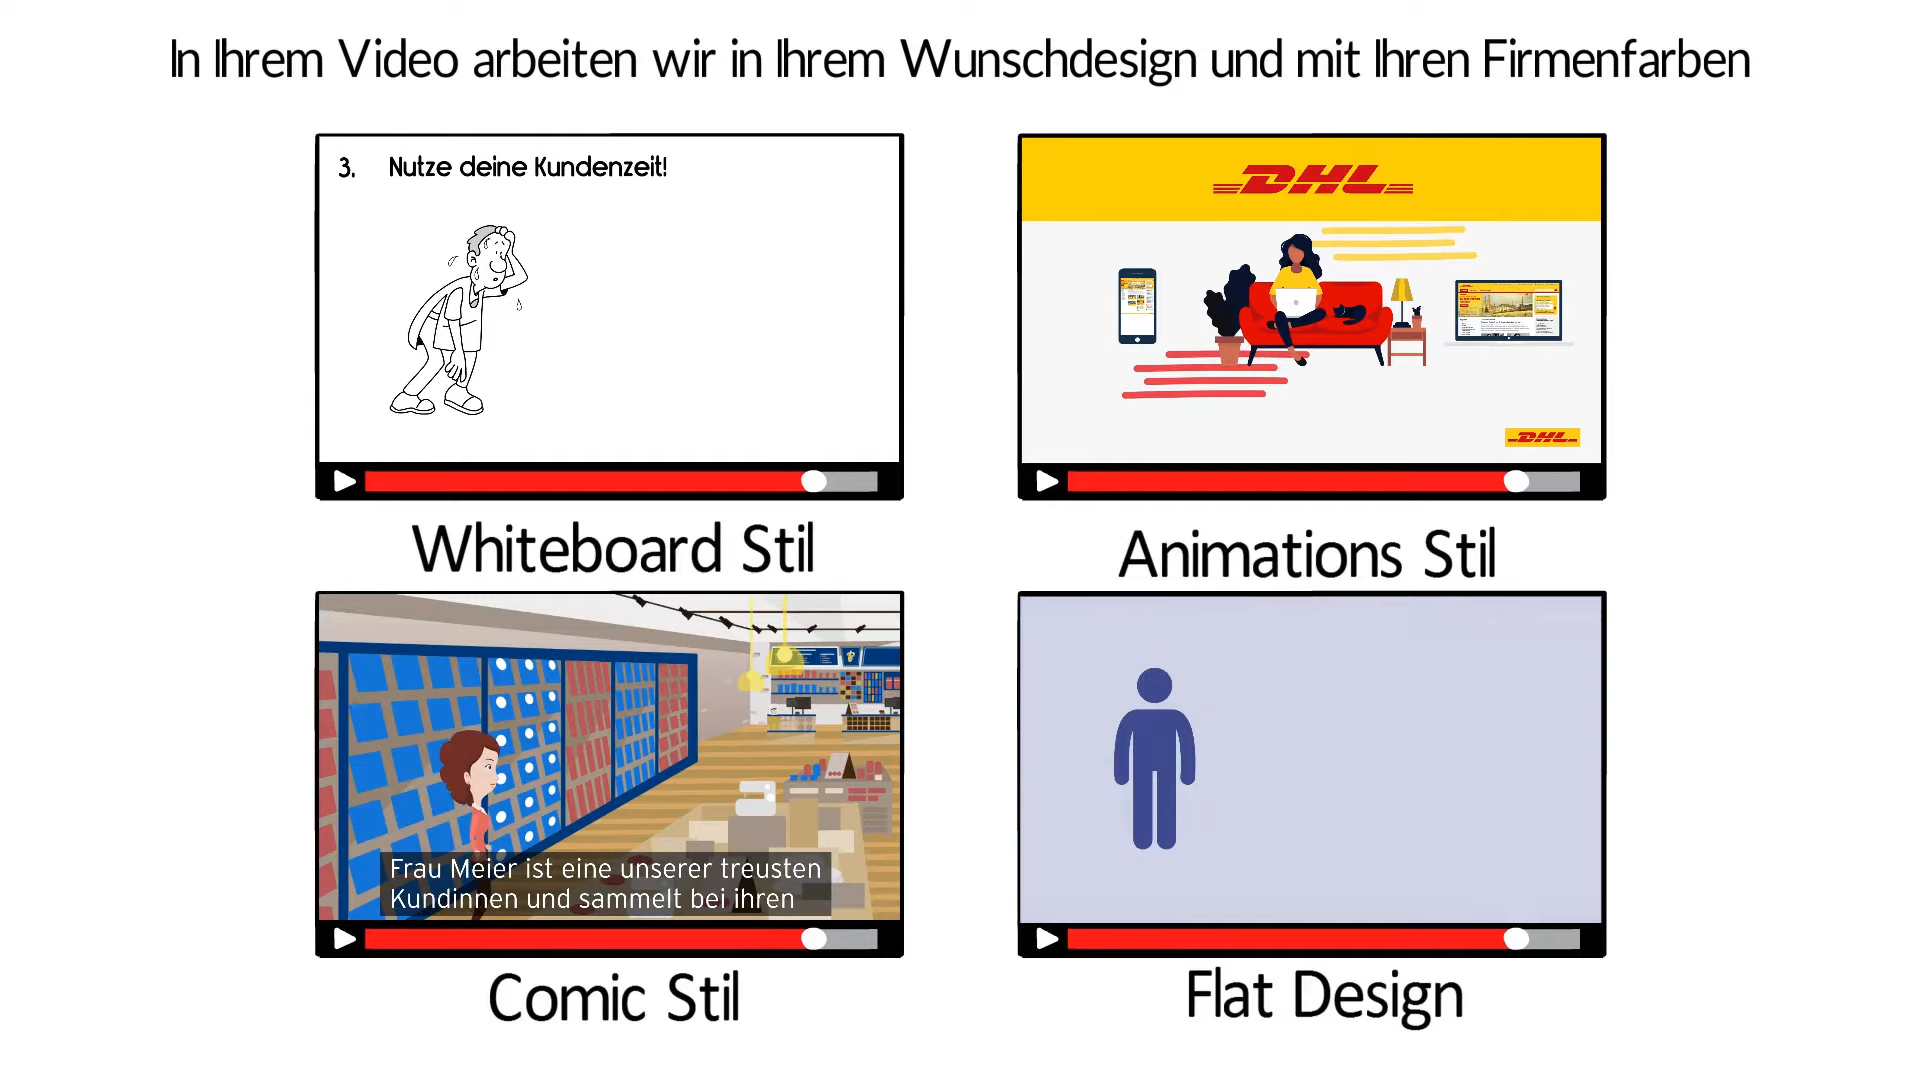 In Ihrem Video arbeiten wir in Ihrem Wunschdesign und mit Ihren Firmenfarben
3. Nutze deine Kundenzeit!
DHL
DHL
Whiteboard Stil
Animations Stil
Frau Meier ist eine unserer treusten
Kundinnen und sammelt bei ihren
Comic Stil
Flat Design